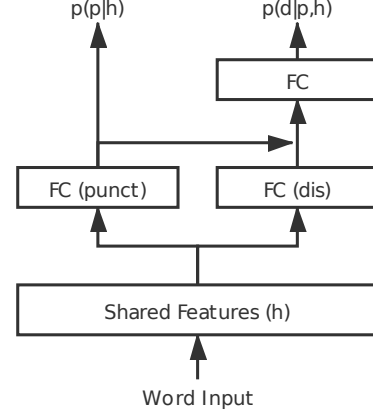 p(p|h) p(d|p,h)
FC
FC (punct) FC (dis)
Shared Features (h)
Word Input